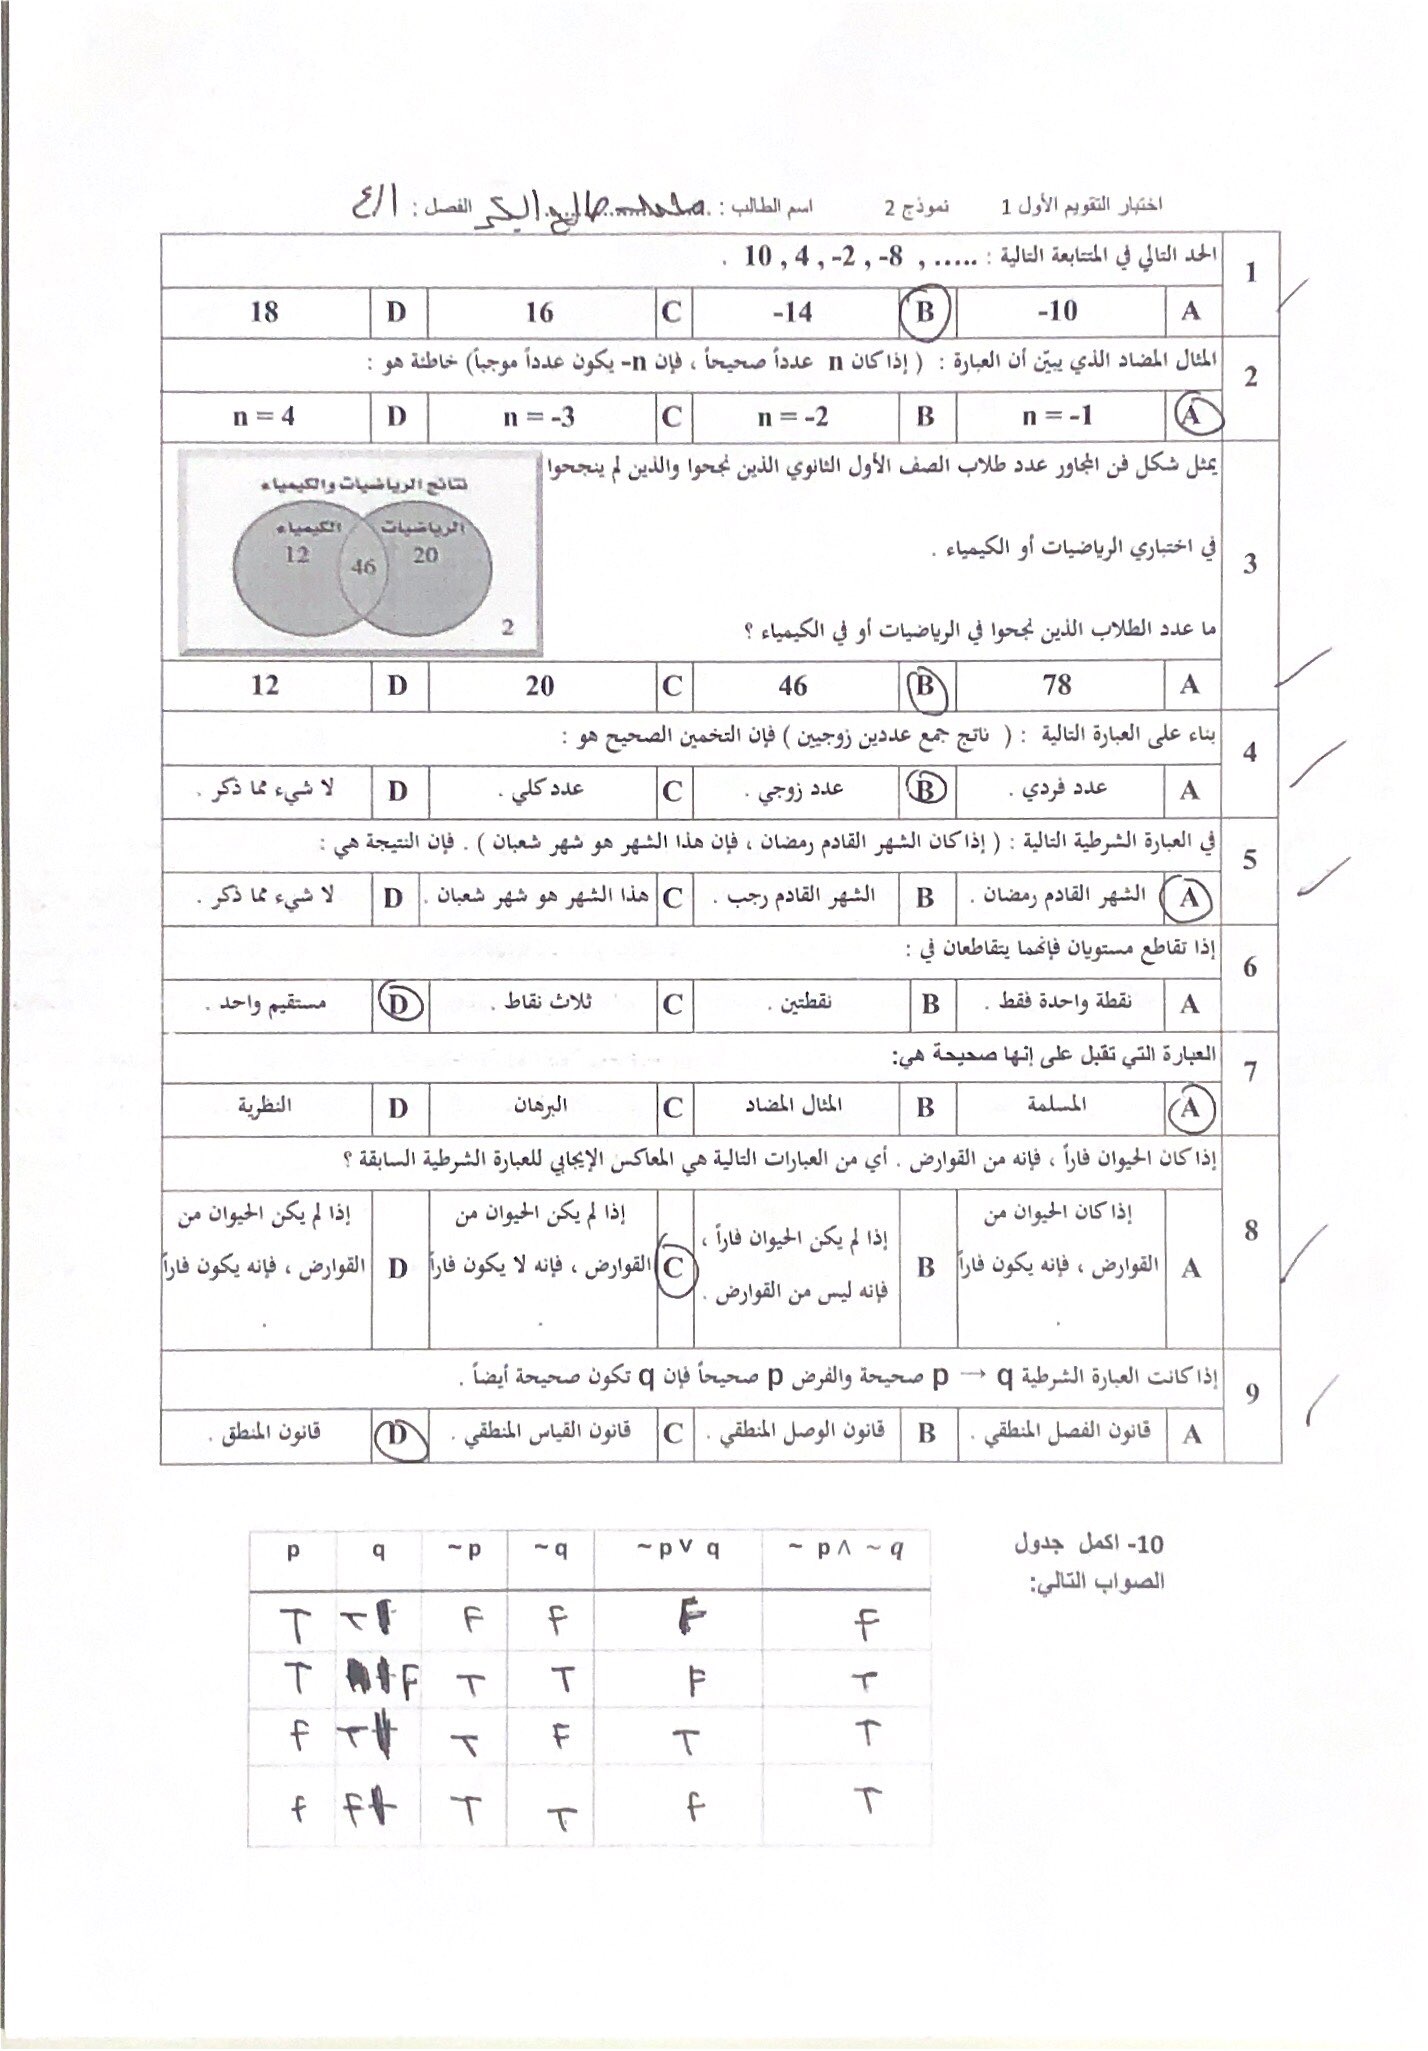 اختبار التقويم الأول 1 نموذج 2 اسم الطالب : محمد صالح البكر الفصل : 4/1
1 الحد التالي في المتتابعة التالية : 10 , 4 , -2 , -8 , ..... .
A -10 B -14 C 16 D 18
2 المثال المضاد الذي يبيّن أن العبارة : ( إذا كان n عدداً صحيحاً ، فإن n- يكون عدداً موجباً) خاطئة هو :
A n = -1 B n = -2 C n = -3 D n = 4
3 يمثل شكل فن المجاور عدد طلاب الصف الأول الثانوي الذين نجحوا والذين لم ينجحوا
في اختباري الرياضيات أو الكيمياء .
ما عدد الطلاب الذين نجحوا في الرياضيات أو في الكيمياء ؟
نتائج الرياضيات والكيمياء
الرياضيات الكيمياء
20 46 12
2
A 78 B 46 C 20 D 12
4 بناء على العبارة التالية : ( ناتج جمع عددين زوجيين ) فإن التخمين الصحيح هو :
A عدد فردي . B عدد زوجي . C عدد كلي . D لا شيء مما ذكر .
5 في العبارة الشرطية التالية : ( إذا كان الشهر القادم رمضان ، فإن هذا الشهر هو شهر شعبان ) . فإن النتيجة هي :
A الشهر القادم رمضان . B الشهر القادم رجب . C هذا الشهر هو شهر شعبان . D لا شيء مما ذكر .
6 إذا تقاطع مستويان فإنهما يتقاطعان في :
A نقطة واحدة فقط . B نقطتين . C ثلاث نقاط . D مستقيم واحد .
7 العبارة التي تقبل على إنها صحيحة هي:
A المسلمة B المثال المضاد C البرهان D النظرية
8 إذا كان الحيوان فاراً ، فإنه من القوارض . أي من العبارات التالية هي المعاكس الإيجابي للعبارة الشرطية السابقة ؟
A إذا كان الحيوان من القوارض ، فإنه يكون فاراً . B إذا لم يكن الحيوان فاراً ، فإنه ليس من القوارض . C إذا لم يكن الحيوان من القوارض ، فإنه لا يكون فاراً . D إذا لم يكن الحيوان من القوارض ، فإنه يكون فاراً .
9 إذا كانت العبارة الشرطية p → q صحيحة والفرض p صحيحاً فإن q تكون صحيحة أيضاً .
A قانون الفصل المنطقي . B قانون الوصل المنطقي . C قانون القياس المنطقي . D قانون المنطق .
10- اكمل جدول
الصواب التالي:
p q ~p ~q ~p ∨ q ~ p ∧ ~ q
T T F F F F
T F T T F T
F T T F T T
F F T T F T